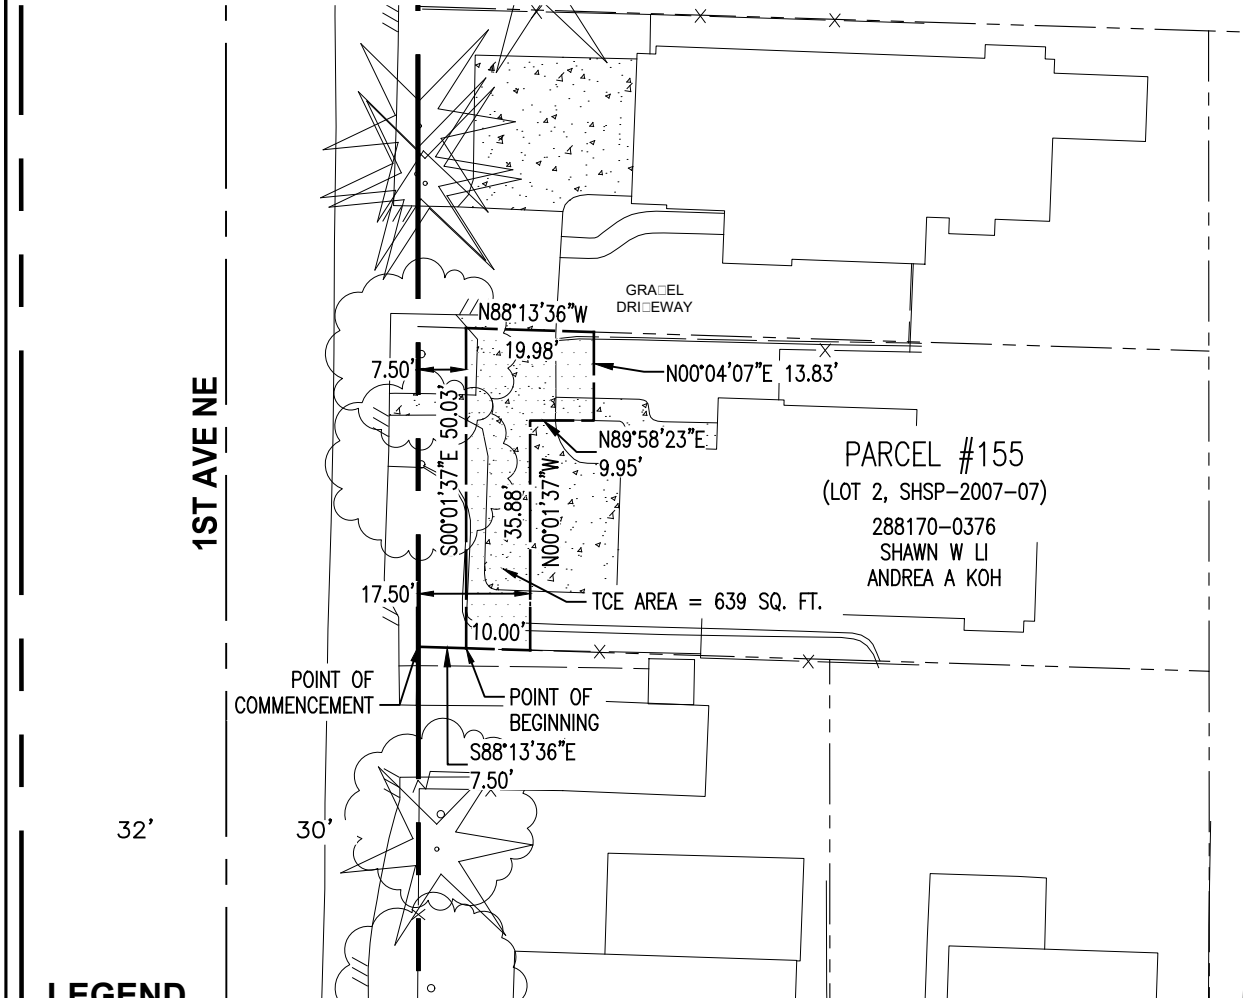 GRA□EL
DRI□EWAY
N88°13'36"W
19.98'
7.50'
N00°04'07"E 13.83'
S00°01'37"E 50.03'
N89°58'23"E
9.95'
35.88'
N00°01'37"W
1ST AVE NE
PARCEL #155
(LOT 2, SHSP-2007-07)
288170-0376
SHAWN W LI
ANDREA A KOH
17.50'
TCE AREA = 639 SQ. FT.
10.00'
POINT OF
COMMENCEMENT
POINT OF
BEGINNING
S88°13'36"E
7.50'
32'
30'
LEGEND